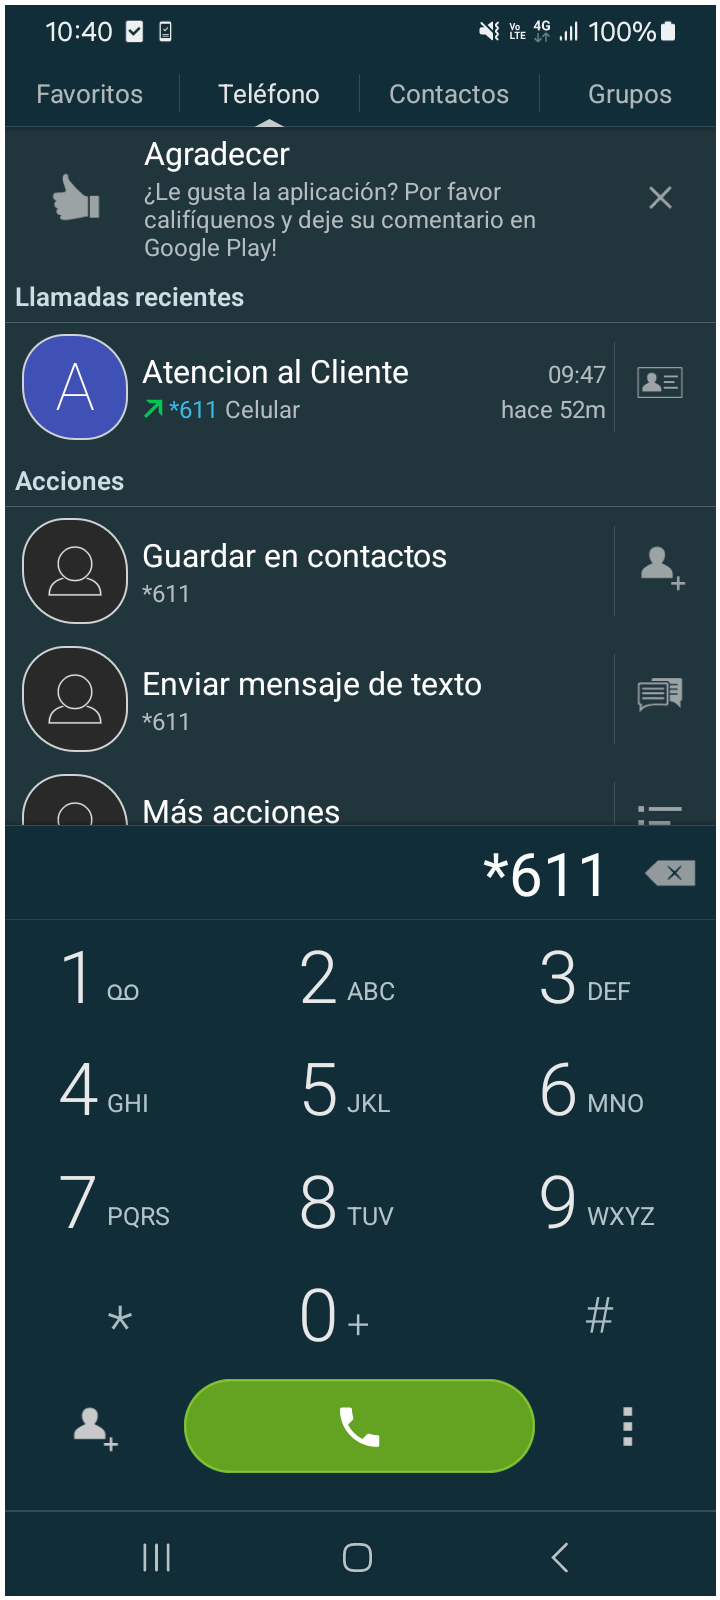 10:40 Vo LTE 4G 100%
Favoritos Teléfono Contactos Grupos
Agradecer
¿Le gusta la aplicación? Por favor
califíquenos y deje su comentario en
Google Play!
Llamadas recientes
A Atencion al Cliente 09:47
*611 Celular hace 52m
Acciones
Guardar en contactos
*611
Enviar mensaje de texto
*611
Más acciones
*611
1 2 ABC 3 DEF
4 GHI 5 JKL 6 MNO
7 PQRS 8 TUV 9 WXYZ
* 0 + #